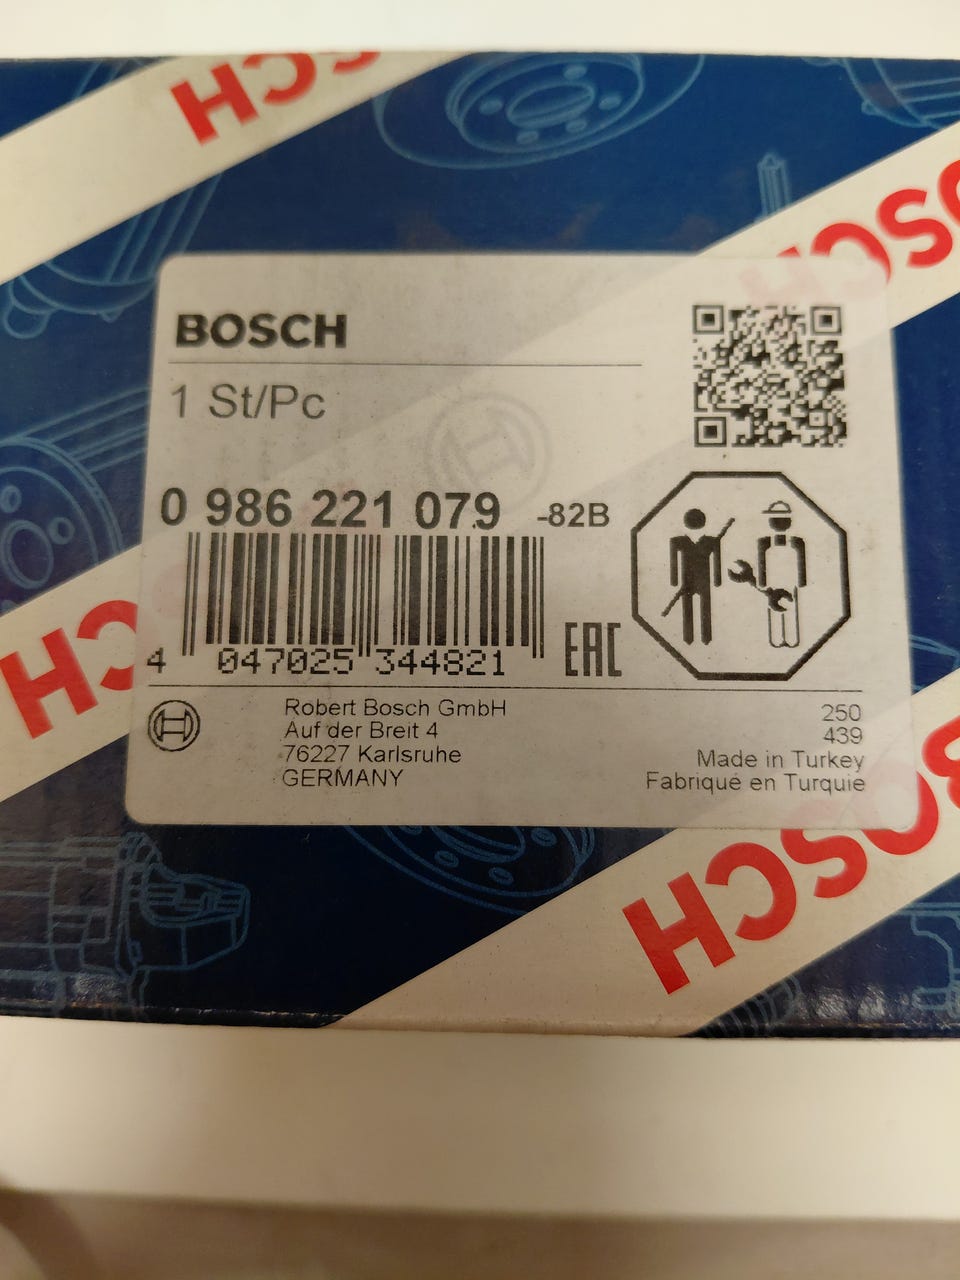 BOSCH
BOSCH
BOSCH
1 St/Pc
0 986 221 079 -82B
4 047025 344821
EAC
BOSCH
Robert Bosch GmbH
Auf der Breit 4
76227 Karlsruhe
GERMANY
250
439
Made in Turkey
Fabriqué en Turquie
BOSCH